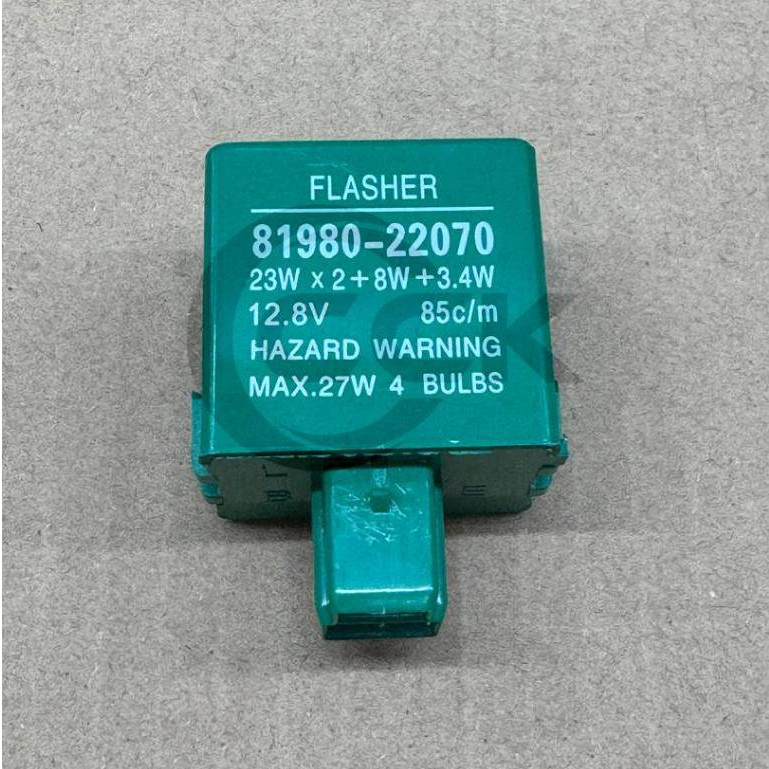 FLASHER
81980-22070
23W x 2+8W+3.4W
12.8V 85c/m
HAZARD WARNING
MAX.27W 4 BULBS